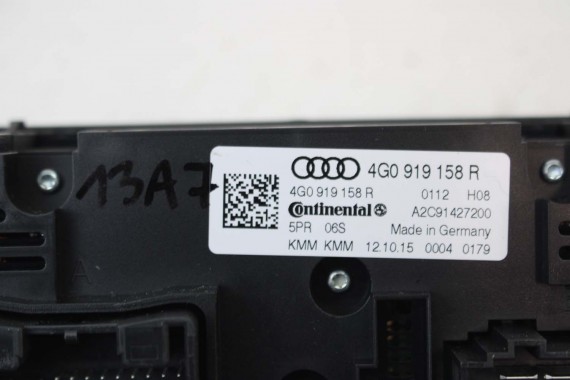 13A7
4G0 919 158 R
4G0 919 158 R 0112 H08
Continental A2C91427200
5PR 06S Made in Germany
KMM KMM 12.10.15 0004 0179